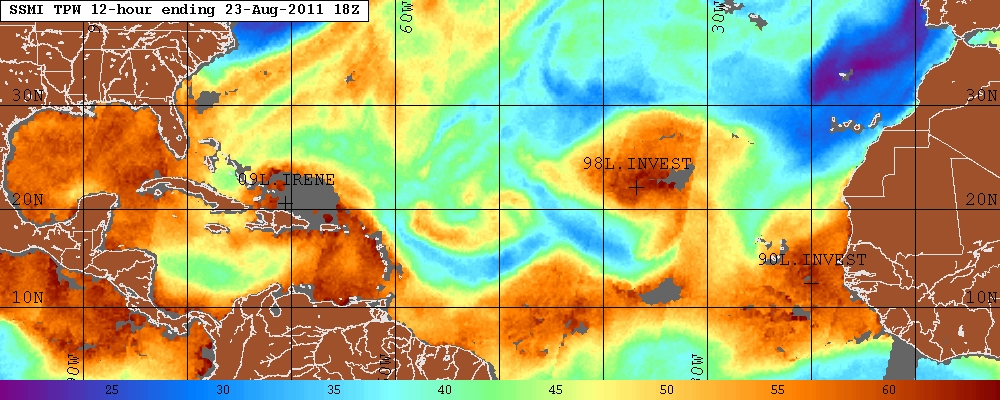 SSMI TPW 12-hour ending 23-Aug-2011 18Z
60W
30W
30N
30N
98L.INVEST
09L.IRENE
20N
20N
90L.INVEST
10N
10N
90W
60W
30W
25 30 35 40 45 50 55 60